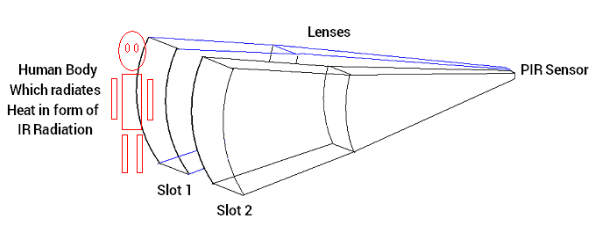 Lenses
PIR Sensor
Human Body
Which radiates
Heat in form of
IR Radiation
Slot 1
Slot 2